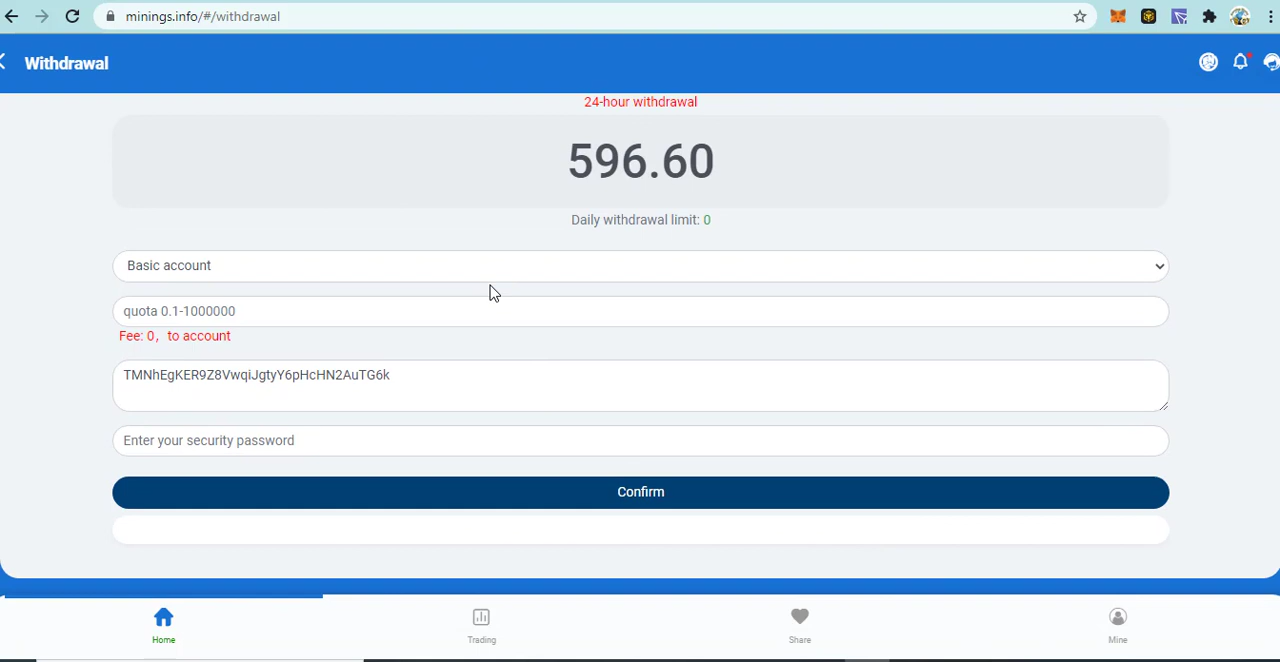 minings.info/#/withdrawal
Withdrawal
24-hour withdrawal
596.60
Daily withdrawal limit: 0
Basic account
quota 0.1-1000000
Fee: 0，to account
TMNhEgKER9Z8VwqiJgtyY6pHcHN2AuTG6k
Enter your security password
Confirm
Home
Trading
Share
Mine